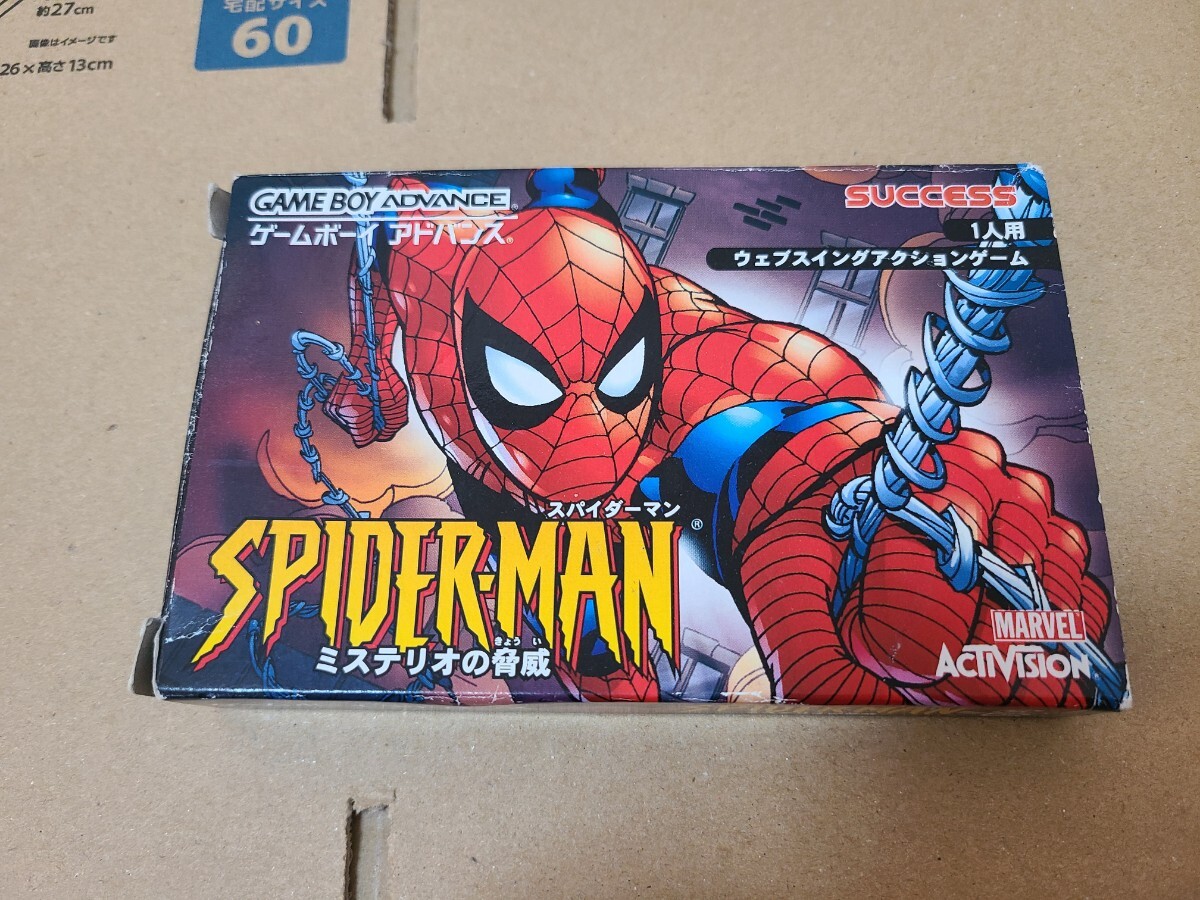 約27cm
宅配サイズ
60
画像はイメージです
26×高さ13cm
GAME BOY ADVANCE
ゲームボーイ アドバンス®
SUCCESS
1人用
ウェブスイングアクションゲーム
スパイダーマン
SPIDER-MAN®
きょうい
ミステリオの脅威
MARVEL
ACTIVISION